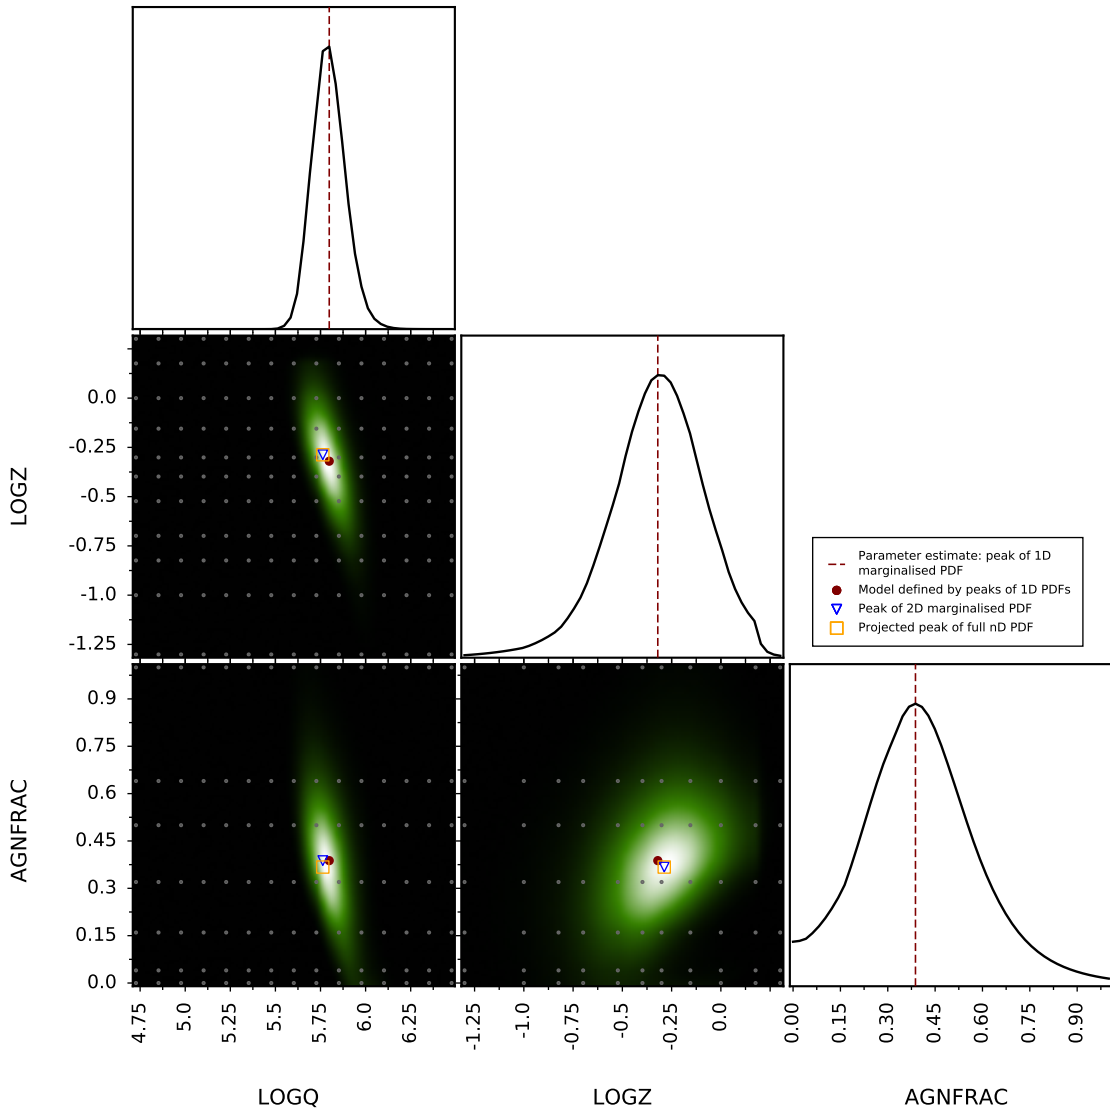 LOGZ
0.0
-0.25
-0.5
-0.75
-1.0
-1.25
Parameter estimate: peak of 1D
marginalised PDF
Model defined by peaks of 1D PDFs
Peak of 2D marginalised PDF
Projected peak of full nD PDF
AGNFRAC
0.9
0.75
0.6
0.45
0.3
0.15
0.0
4.75 5.0 5.25 5.5 5.75 6.0 6.25
-1.25 -1.0 -0.75 -0.5 -0.25 0.0
0.00 0.15 0.30 0.45 0.60 0.75 0.90
LOGQ LOGZ AGNFRAC